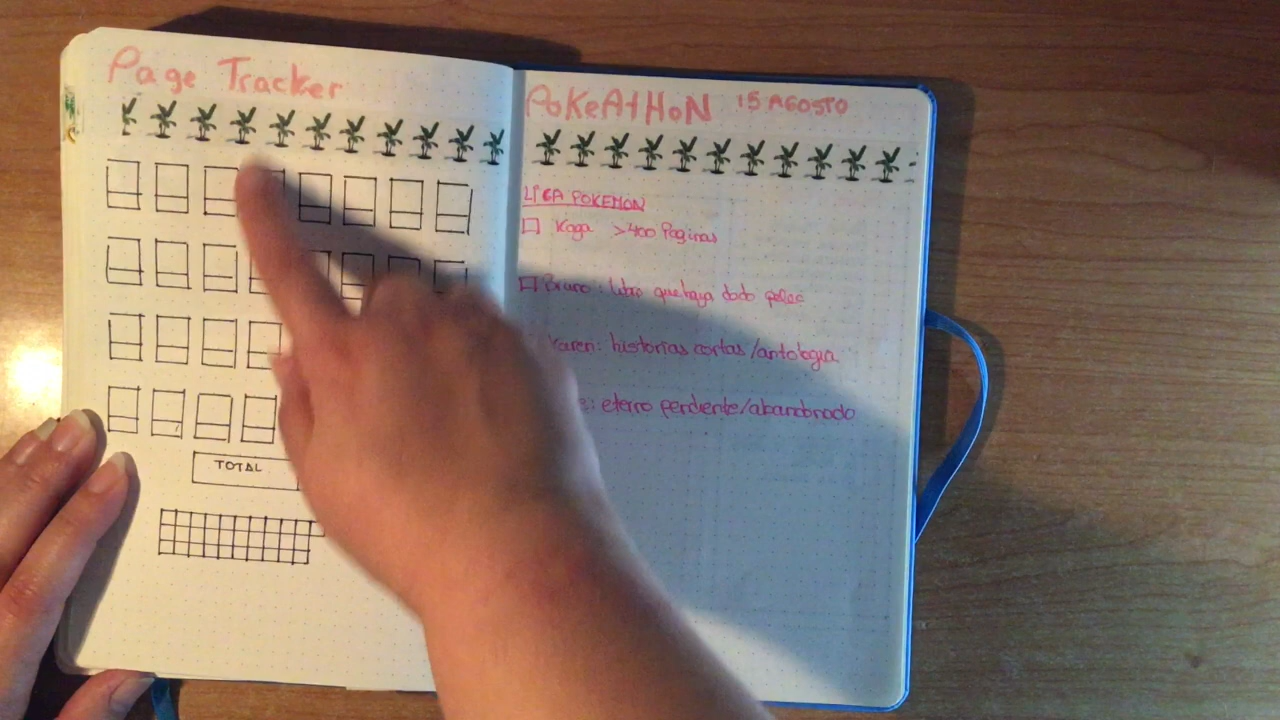 Page Tracker
TOTAL
PoKeAtHoN 15 AGOSTO
LIGA POKEMON
Koga >400 Paginas
Bruno: libro que haya dado
Karen: historias cortas/antologia
eterno pendiente/abandonado